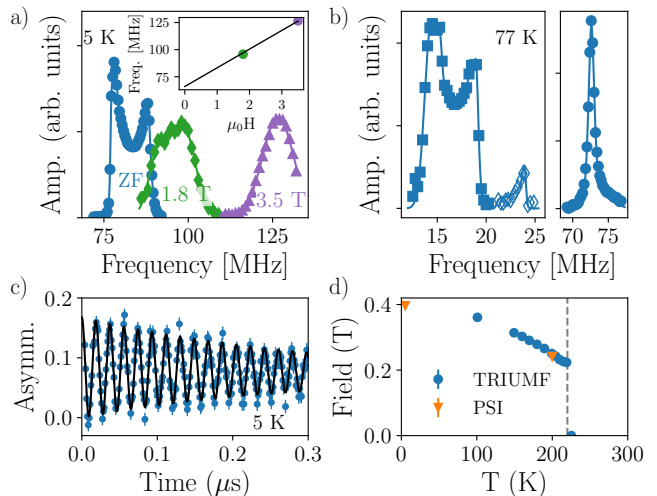 a)
5 K
Amp. (arb. units)
ZF
1.8 T
3.5 T
75
100
125
Frequency [MHz]
Freq. [MHz]
125
100
75
0
2
μ₀H
b)
77 K
Amp. (arb. units)
15
20
25
70
75
Frequency [MHz]
c)
Asymm.
0.2
0.1
0.0
5 K
0.0
0.1
0.2
0.3
Time (μs)
d)
Field (T)
0.4
0.2
0.0
TRIUMF
PSI
0
100
200
300
T (K)